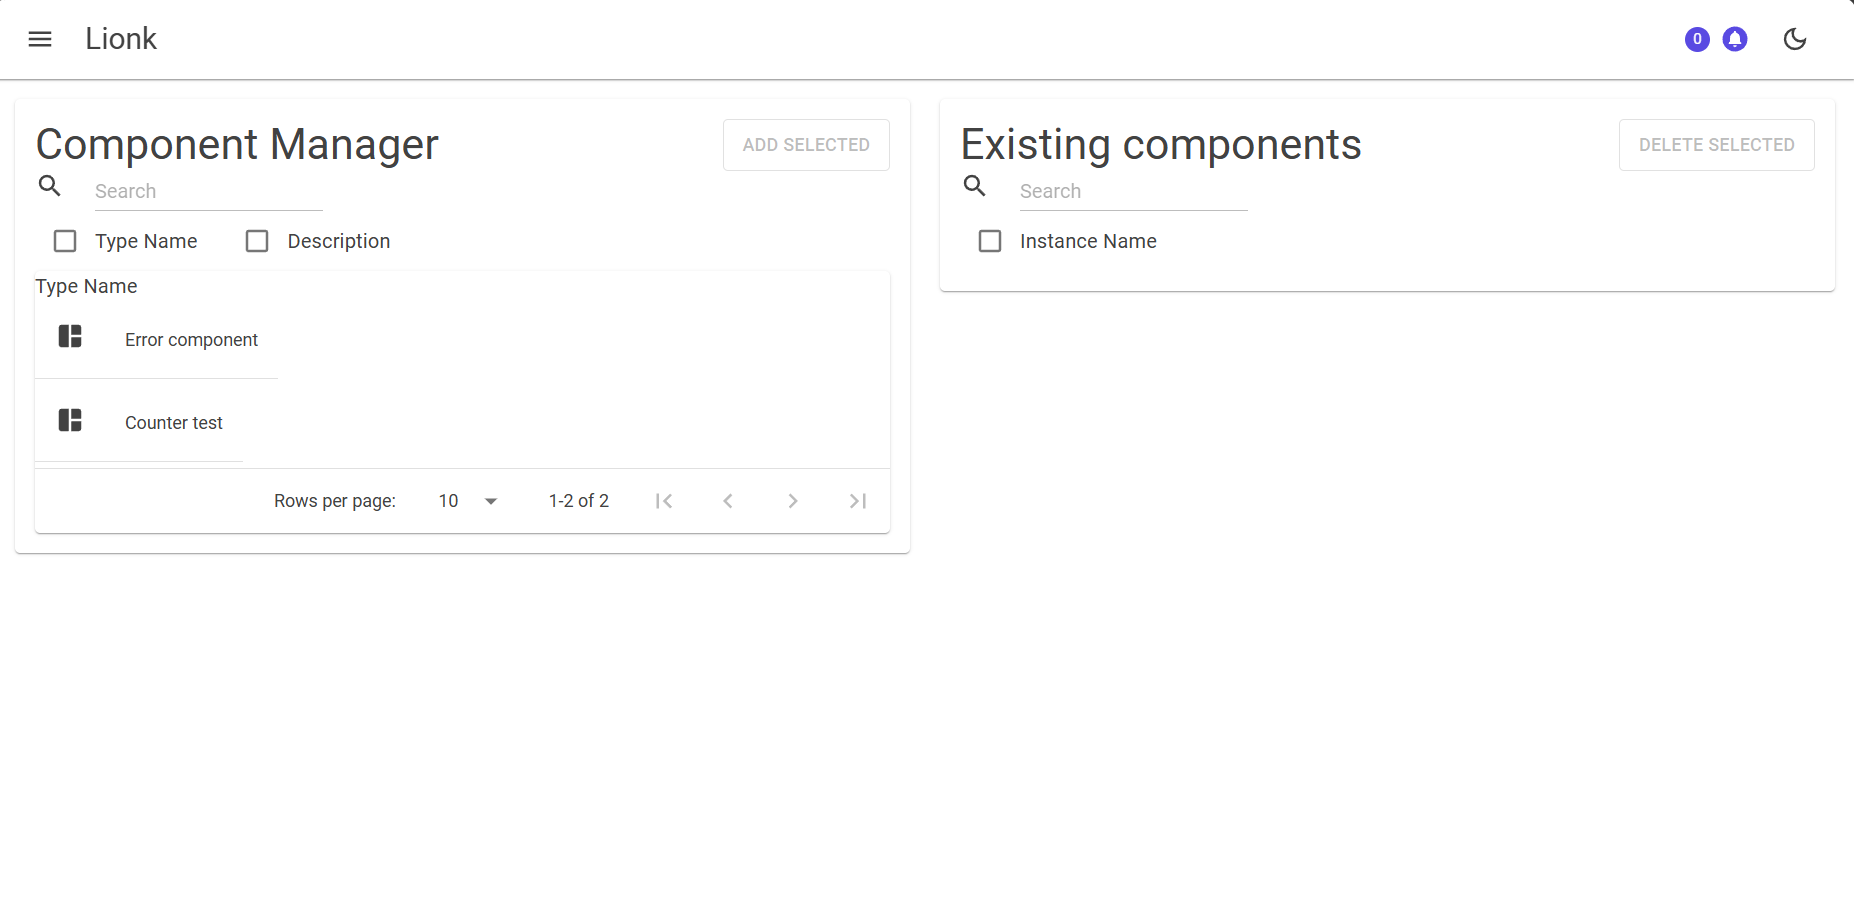 Lionk
0
Component Manager
ADD SELECTED
Search
Type Name Description
Type Name
Error component
Counter test
Rows per page: 10 1-2 of 2
Existing components
DELETE SELECTED
Search
Instance Name